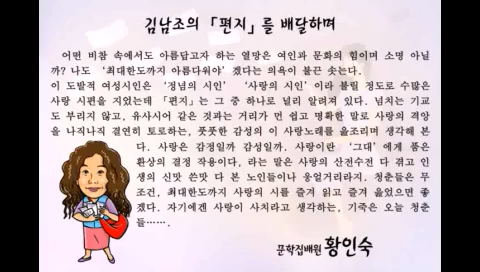 김남조의 「편지」를 배달하며
어떤 비참 속에서도 아름답고자 하는 열망은 여인과 문화의 힘이며 소명 아닐
까? 나도 '최대한도까지 아름다워야' 겠다는 의욕이 불끈 솟는다.
이 도발적 여성시인은 '정념의 시인' '사랑의 시인' 이라 불릴 정도로 수많은
사랑 시편을 지었는데 「편지」는 그 중 하나로 널리 알려져 있다. 넘치는 기교
도 부리지 않고, 유사시어 같은 것과는 거리가 먼 쉽고 명확한 말로 사랑의 격앙
을 나직나직 결연히 토로하는, 풋풋한 감성의 이 사랑노래를 읊조리며 생각해 본
다. 사랑은 감정일까 감성일까. 사랑이란 '그대'에게 품은
환상의 결정 작용이다. 라는 말은 사랑의 산전수전 다 겪고 인
생의 신맛 쓴맛 다 본 노인들이나 웅얼거리라지. 청춘들은 무
조건, 최대한도까지 사랑의 시를 즐겨 읽고 즐겨 읊었으면 좋
겠다. 자기에겐 사랑이 사치라고 생각하는, 기죽은 오늘 청춘
들…….
문학집배원 황인숙